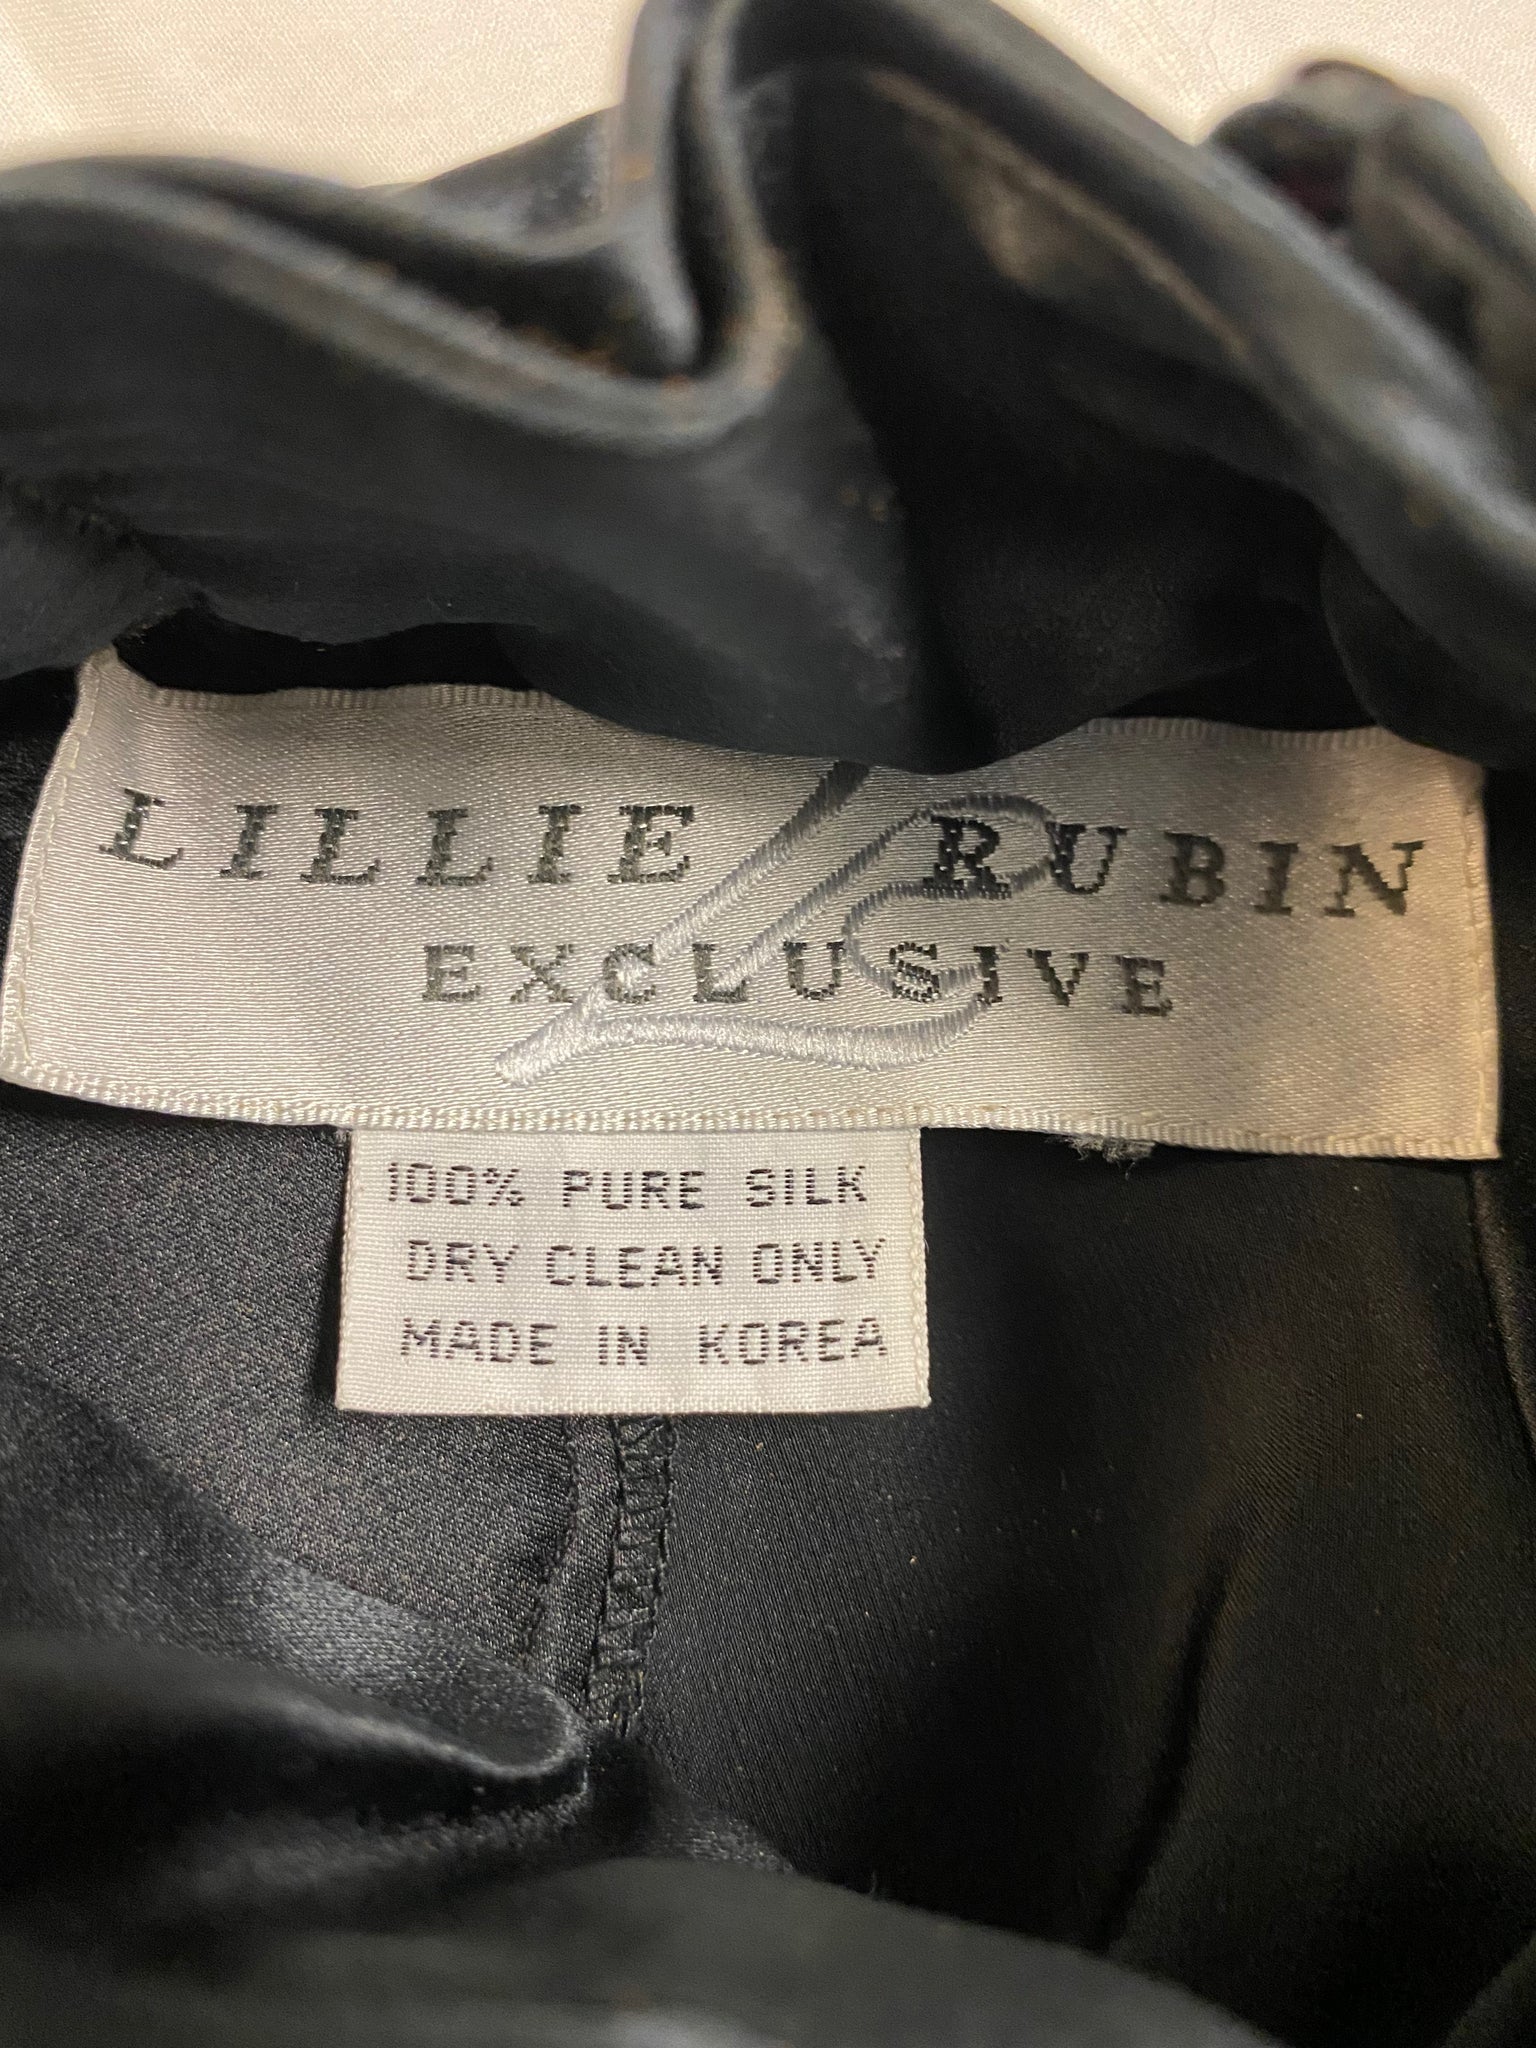 LILLIE RUBIN
EXCLUSIVE
100% PURE SILK
DRY CLEAN ONLY
MADE IN KOREA